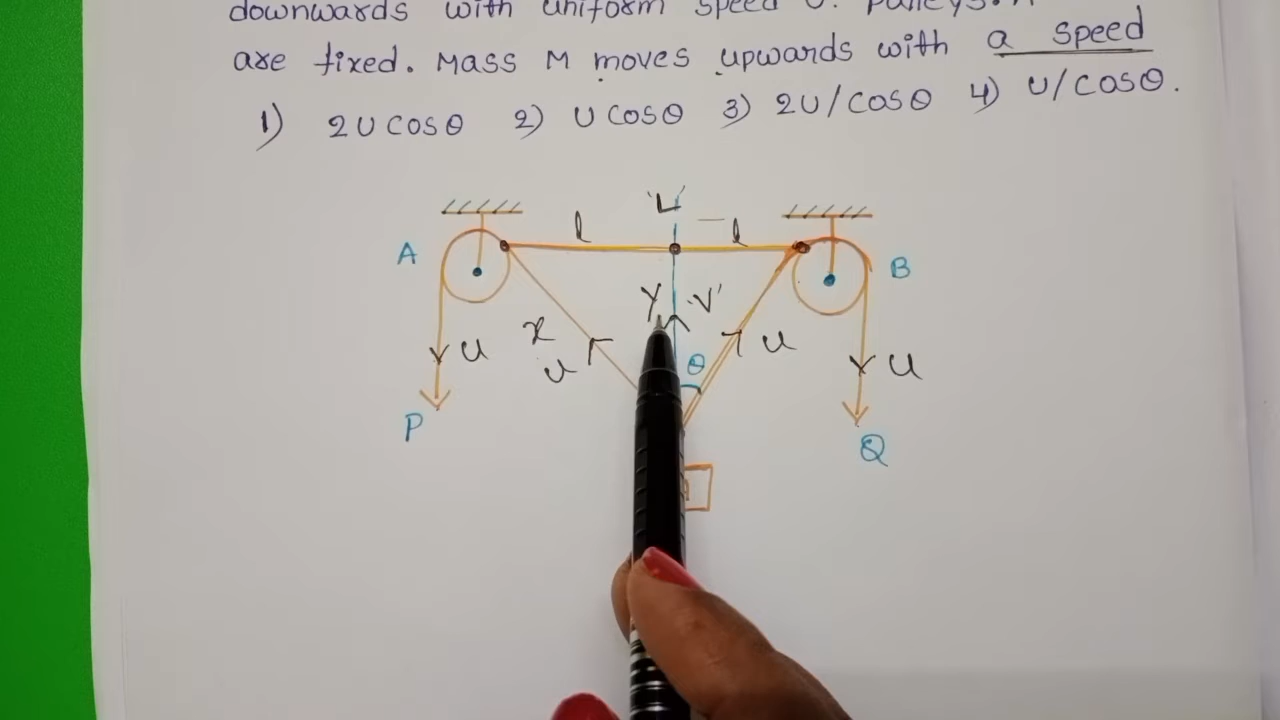 downwards with uniform speed U. Pulleys. A
are fixed. Mass M moves upwards with a speed
1) 2U cosθ 2) U cosθ 3) 2U/cosθ 4) U/cosθ.
'L'
l l
A B
Y 'V'
x
u u θ u u
P Q